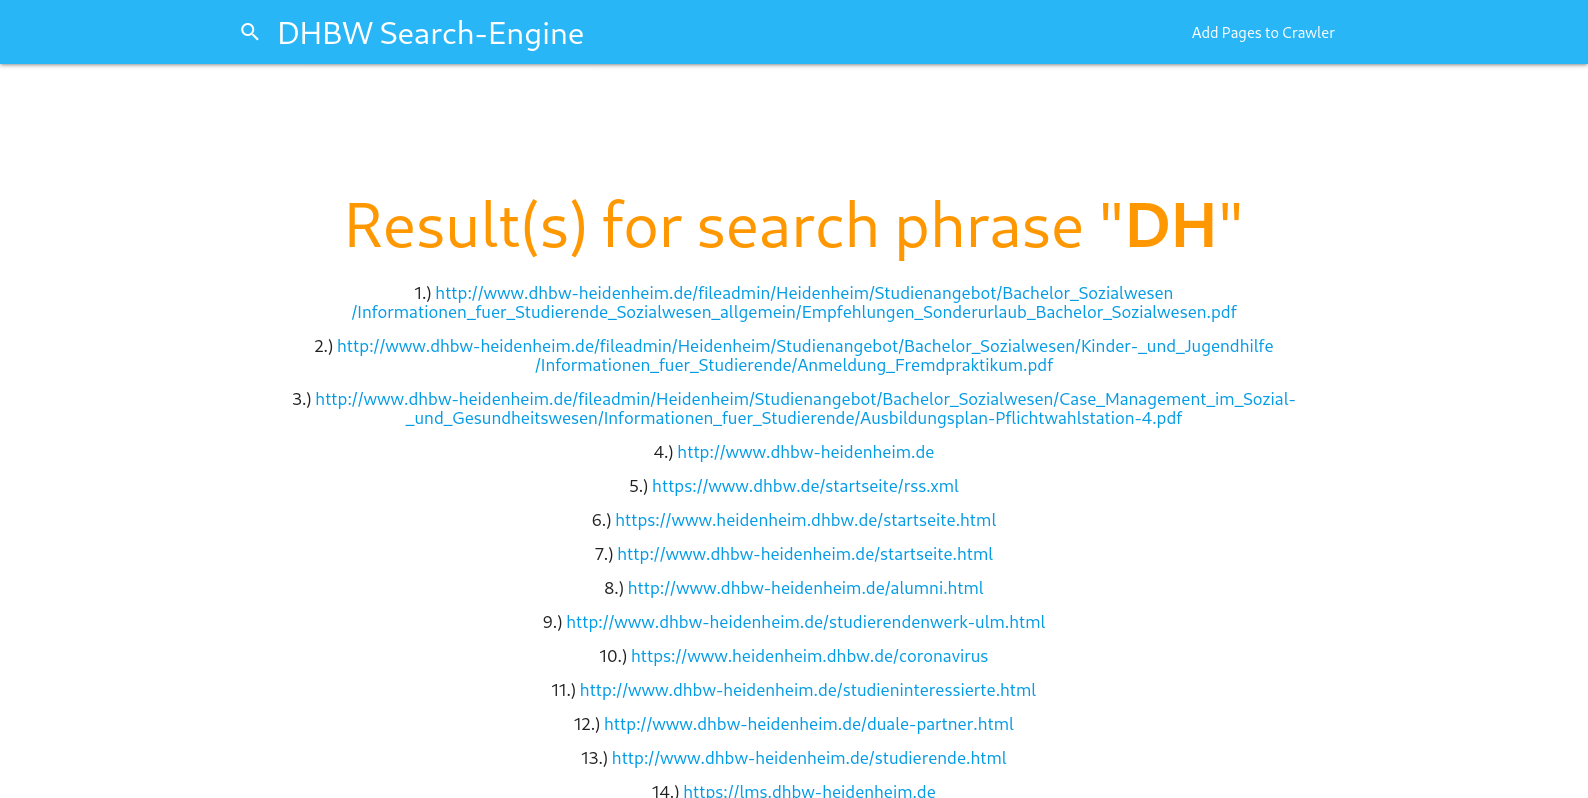 DHBW Search-Engine
Add Pages to Crawler
Result(s) for search phrase "DH"
1.) http://www.dhbw-heidenheim.de/fileadmin/Heidenheim/Studienangebot/Bachelor_Sozialwesen
/Informationen_fuer_Studierende_Sozialwesen_allgemein/Empfehlungen_Sonderurlaub_Bachelor_Sozialwesen.pdf
2.) http://www.dhbw-heidenheim.de/fileadmin/Heidenheim/Studienangebot/Bachelor_Sozialwesen/Kinder-_und_Jugendhilfe
/Informationen_fuer_Studierende/Anmeldung_Fremdpraktikum.pdf
3.) http://www.dhbw-heidenheim.de/fileadmin/Heidenheim/Studienangebot/Bachelor_Sozialwesen/Case_Management_im_Sozial-
_und_Gesundheitswesen/Informationen_fuer_Studierende/Ausbildungsplan-Pflichtwahlstation-4.pdf
4.) http://www.dhbw-heidenheim.de
5.) https://www.dhbw.de/startseite/rss.xml
6.) https://www.heidenheim.dhbw.de/startseite.html
7.) http://www.dhbw-heidenheim.de/startseite.html
8.) http://www.dhbw-heidenheim.de/alumni.html
9.) http://www.dhbw-heidenheim.de/studierendenwerk-ulm.html
10.) https://www.heidenheim.dhbw.de/coronavirus
11.) http://www.dhbw-heidenheim.de/studieninteressierte.html
12.) http://www.dhbw-heidenheim.de/duale-partner.html
13.) http://www.dhbw-heidenheim.de/studierende.html
14.) https://lms.dhbw-heidenheim.de